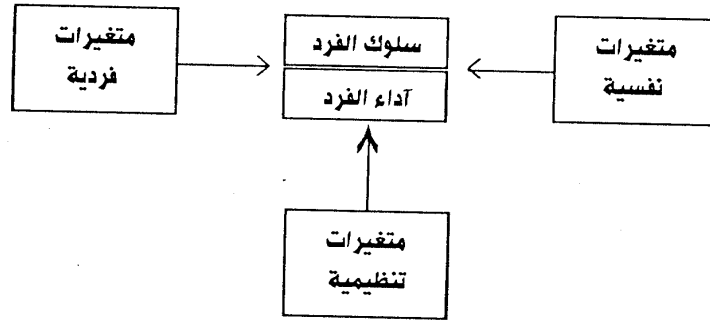 متغيرات
نفسية
سلوك الفرد
آداء الفرد
متغيرات
فردية
متغيرات
تنظيمية